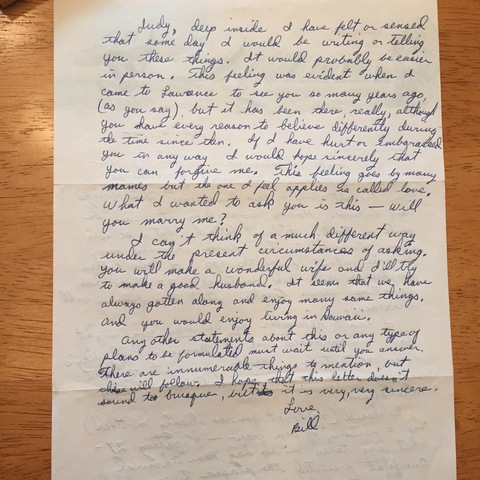 Judy, deep inside I have felt or sensed
that some day I would be writing or telling
you these things. It would probably be easier
in person. This feeling was evident when I
came to Lawrence to see you so many years ago,
(as you say), but it has been there, really, although
you have every reason to believe differently during
the time since then. If I have hurt or embarassed
you in any way I would hope sincerely that
you can forgive me. This feeling goes by many
names but the one I feel applies is called love.
What I wanted to ask you is this — will
you marry me?
I can't think of a much different way
under the present circumstances of asking.
You will make a wonderful wife and I'll try
to make a good husband. It seems that we have
always gotten along and enjoy many same things.
And you would enjoy living in Hawaii.
Any other statements about this or any type of
plans to be formulated must wait until you answer.
There are innumerable things to mention, but
will follow. I hope that this letter doesn't
sound too brusque, but it is very, very sincere.
Love,
Bill